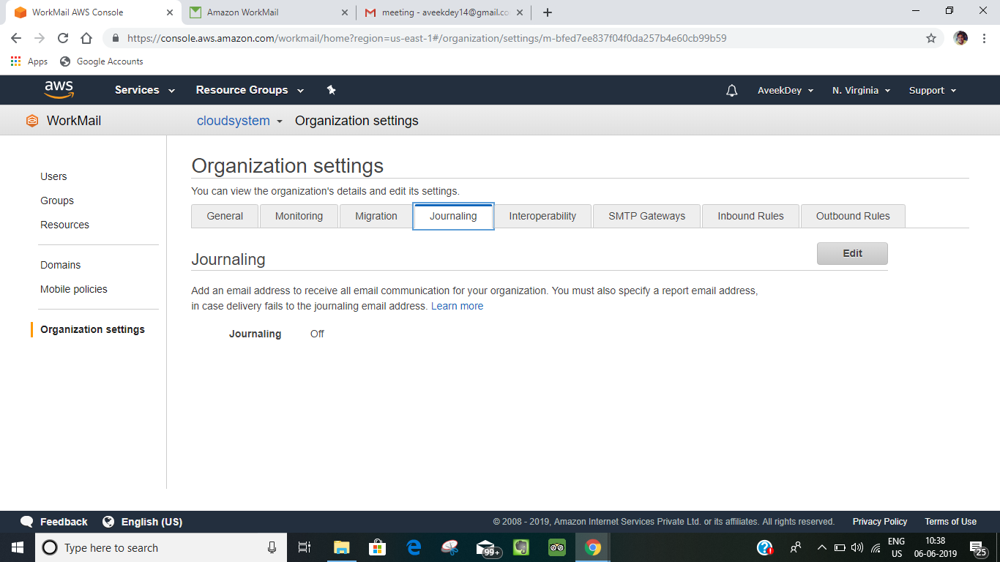 WorkMail AWS Console
Amazon WorkMail
meeting - aveekdey14@gmail.co
https://console.aws.amazon.com/workmail/home?region=us-east-1#/organization/settings/m-bfed7ee837f04f0da257b4e60cb99b59
Apps
Google Accounts
aws
Services
Resource Groups
AveekDey
N. Virginia
Support
WorkMail
cloudsystem
Organization settings
Users
Groups
Resources
Domains
Mobile policies
Organization settings
Organization settings
You can view the organization's details and edit its settings.
General
Monitoring
Migration
Journaling
Interoperability
SMTP Gateways
Inbound Rules
Outbound Rules
Journaling
Edit
Add an email address to receive all email communication for your organization. You must also specify a report email address,
in case delivery fails to the journaling email address. Learn more
Journaling Off
Feedback
English (US)
© 2008 - 2019, Amazon Internet Services Private Ltd. or its affiliates. All rights reserved.
Privacy Policy
Terms of Use
Type here to search
99+
ENG
US
10:38
06-06-2019
25